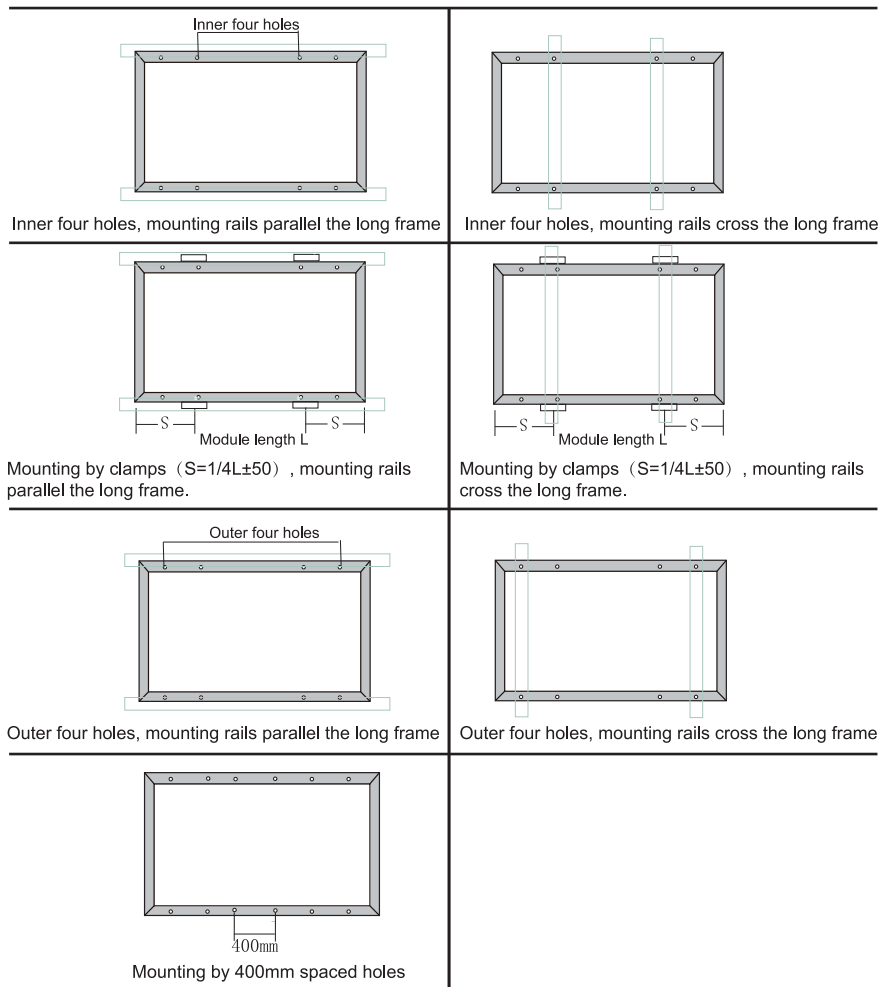 Inner four holes
Inner four holes, mounting rails parallel the long frame
Inner four holes, mounting rails cross the long frame
S
S
Module length L
Mounting by clamps（S=1/4L±50）, mounting rails
parallel the long frame.
S
S
Module length L
Mounting by clamps（S=1/4L±50）, mounting rails
cross the long frame.
Outer four holes
Outer four holes, mounting rails parallel the long frame
Outer four holes, mounting rails cross the long frame
400mm
Mounting by 400mm spaced holes